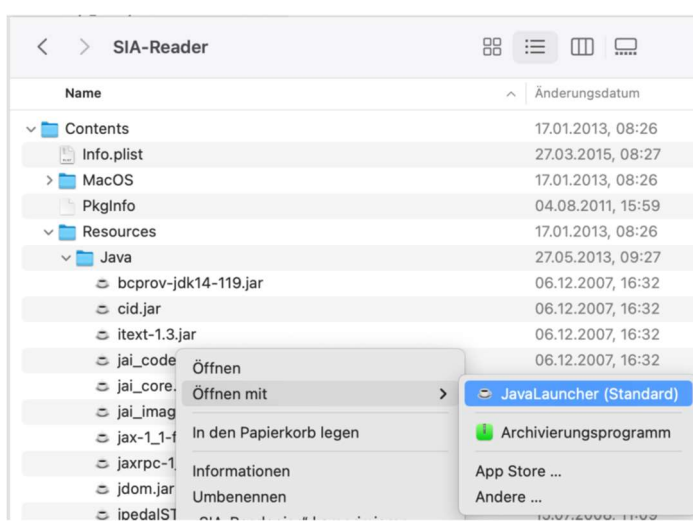 SIA-Reader
Name Änderungsdatum
Contents 17.01.2013, 08:26
Info.plist 27.03.2015, 08:27
MacOS 17.01.2013, 08:26
PkgInfo 04.08.2011, 15:59
Resources 17.01.2013, 08:26
Java 27.05.2013, 09:27
bcprov-jdk14-119.jar 06.12.2007, 16:32
cid.jar 06.12.2007, 16:32
itext-1.3.jar 06.12.2007, 16:32
jai_code 06.12.2007, 16:32
jai_core.
jai_imag
jax-1_1-f
jaxrpc-1_
jdom.jar
Öffnen
Öffnen mit
In den Papierkorb legen
Informationen
Umbenennen
JavaLauncher (Standard)
Archivierungsprogramm
App Store ...
Andere ...